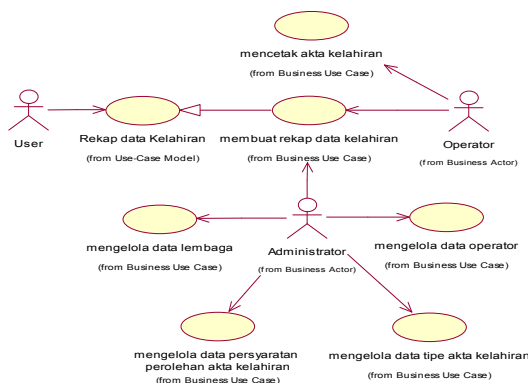 mencetak akta kelahiran
(from Business Use Case)
User
Rekap data Kelahiran
(from Use-Case Model)
membuat rekap data kelahiran
(from Business Use Case)
Operator
(from Business Actor)
mengelola data lembaga
(from Business Use Case)
Administrator
(from Business Actor)
mengelola data operator
(from Business Use Case)
mengelola data persyaratan
perolehan akta kelahiran
(from Business Use Case)
mengelola data tipe akta kelahiran
(from Business Use Case)